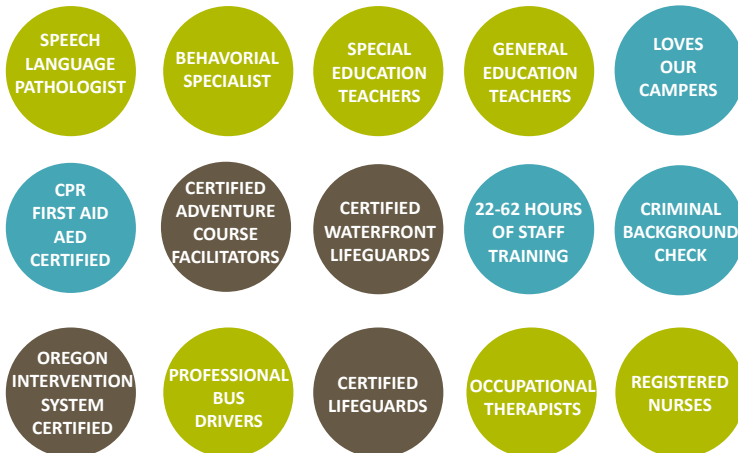 SPEECH
LANGUAGE
PATHOLOGIST
BEHAVORIAL
SPECIALIST
SPECIAL
EDUCATION
TEACHERS
GENERAL
EDUCATION
TEACHERS
LOVES
OUR
CAMPERS
CPR
FIRST AID
AED
CERTIFIED
CERTIFIED
ADVENTURE
COURSE
FACILITATORS
CERTIFIED
WATERFRONT
LIFEGUARDS
22-62 HOURS
OF STAFF
TRAINING
CRIMINAL
BACKGROUND
CHECK
OREGON
INTERVENTION
SYSTEM
CERTIFIED
PROFESSIONAL
BUS
DRIVERS
CERTIFIED
LIFEGUARDS
OCCUPATIONAL
THERAPISTS
REGISTERED
NURSES